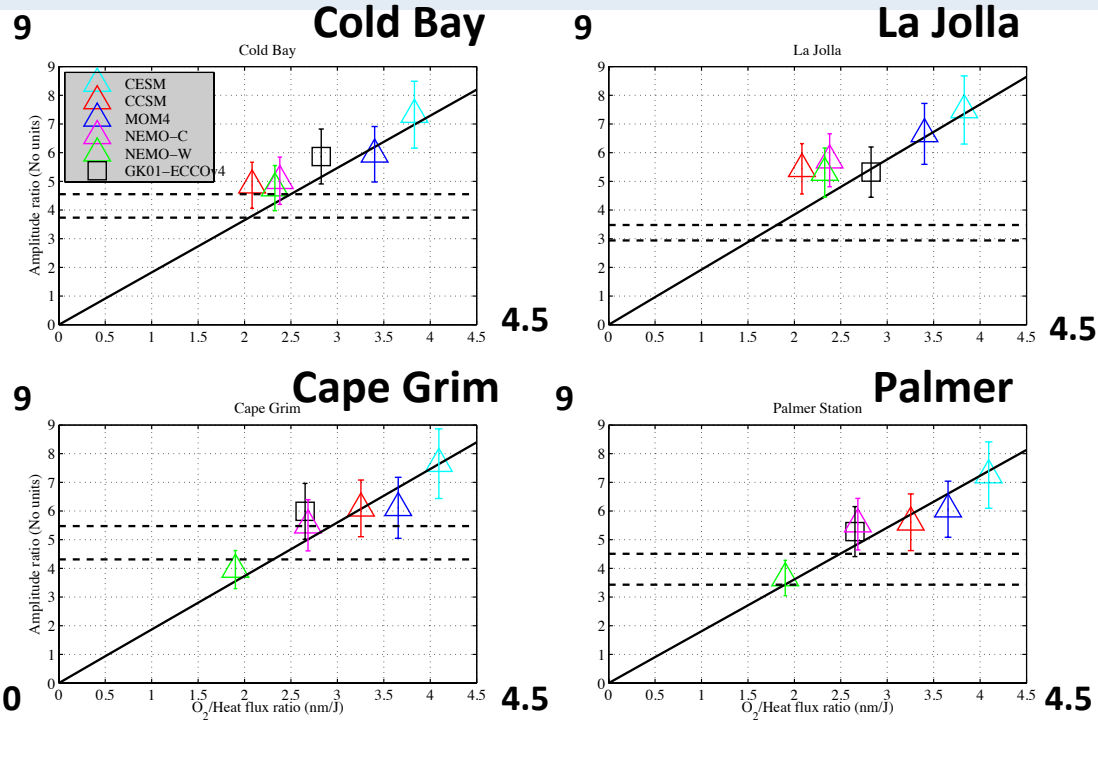 9 Cold Bay
9 La Jolla
Cold Bay
La Jolla
9
8
7
6
5
4
3
2
1
0
Amplitude ratio (No units)
CESM
CCSM
MOM4
NEMO−C
NEMO−W
GK01−ECCOv4
0 0.5 1 1.5 2 2.5 3 3.5 4 4.5
4.5
9
8
7
6
5
4
3
2
1
0
0 0.5 1 1.5 2 2.5 3 3.5 4 4.5
4.5
9 Cape Grim
9 Palmer
Cape Grim
Palmer Station
9
8
7
6
5
4
3
2
1
0
Amplitude ratio (No units)
0
0 0.5 1 1.5 2 2.5 3 3.5 4 4.5
O2/Heat flux ratio (nm/J)
4.5
9
8
7
6
5
4
3
2
1
0
0 0.5 1 1.5 2 2.5 3 3.5 4 4.5
O2/Heat flux ratio (nm/J)
4.5